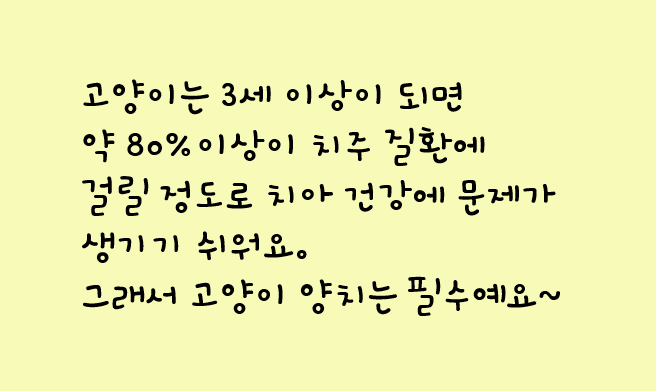 고양이는 3세 이상이 되면
약 80%이상이 치주 질환에
걸릴 정도로 치아 건강에 문제가
생기기 쉬워요.
그래서 고양이 양치는 필수예요~